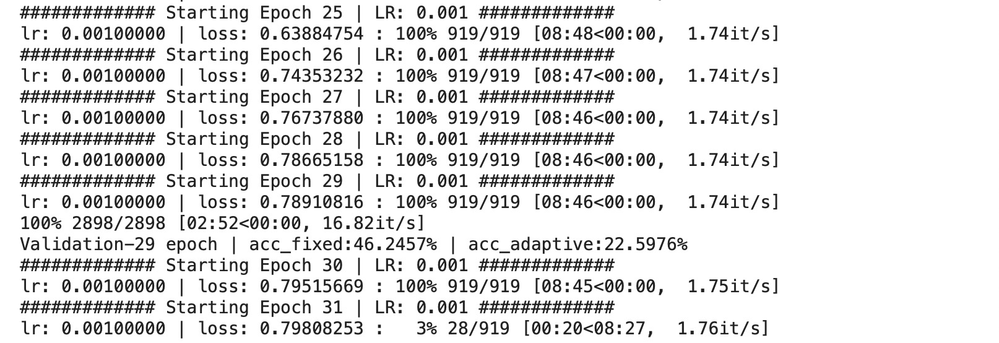 ############# Starting Epoch 25 | LR: 0.001 #############
lr: 0.00100000 | loss: 0.63884754 : 100% 919/919 [08:48<00:00,  1.74it/s]
############# Starting Epoch 26 | LR: 0.001 #############
lr: 0.00100000 | loss: 0.74353232 : 100% 919/919 [08:47<00:00,  1.74it/s]
############# Starting Epoch 27 | LR: 0.001 #############
lr: 0.00100000 | loss: 0.76737880 : 100% 919/919 [08:46<00:00,  1.74it/s]
############# Starting Epoch 28 | LR: 0.001 #############
lr: 0.00100000 | loss: 0.78665158 : 100% 919/919 [08:46<00:00,  1.74it/s]
############# Starting Epoch 29 | LR: 0.001 #############
lr: 0.00100000 | loss: 0.78910816 : 100% 919/919 [08:46<00:00,  1.74it/s]
100% 2898/2898 [02:52<00:00, 16.82it/s]
Validation-29 epoch | acc_fixed:46.2457% | acc_adaptive:22.5976%
############# Starting Epoch 30 | LR: 0.001 #############
lr: 0.00100000 | loss: 0.79515669 : 100% 919/919 [08:45<00:00,  1.75it/s]
############# Starting Epoch 31 | LR: 0.001 #############
lr: 0.00100000 | loss: 0.79808253 :   3% 28/919 [00:20<08:27,  1.76it/s]